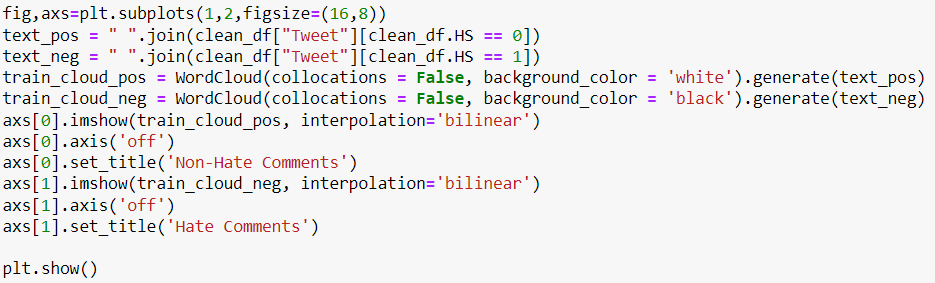 fig,axs=plt.subplots(1,2,figsize=(16,8))
text_pos = " ".join(clean_df["Tweet"][clean_df.HS == 0])
text_neg = " ".join(clean_df["Tweet"][clean_df.HS == 1])
train_cloud_pos = WordCloud(collocations = False, background_color = 'white').generate(text_pos)
train_cloud_neg = WordCloud(collocations = False, background_color = 'black').generate(text_neg)
axs[0].imshow(train_cloud_pos, interpolation='bilinear')
axs[0].axis('off')
axs[0].set_title('Non-Hate Comments')
axs[1].imshow(train_cloud_neg, interpolation='bilinear')
axs[1].axis('off')
axs[1].set_title('Hate Comments')
plt.show()